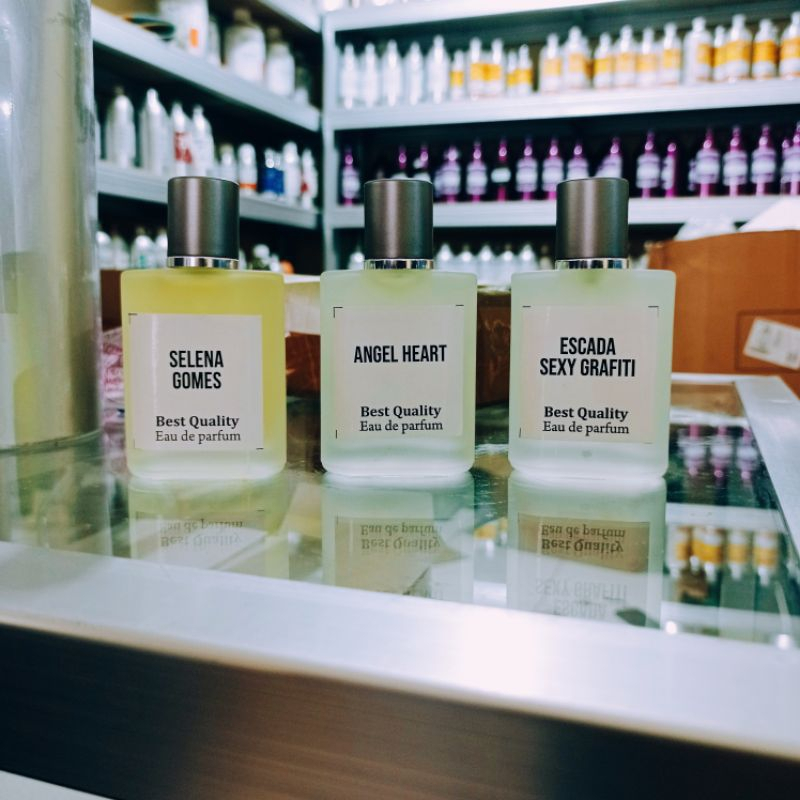 SELENA
GOMES
Best Quality
Eau de parfum
ANGEL HEART
Best Quality
Eau de parfum
ESCADA
SEXY GRAFITI
Best Quality
Eau de parfum